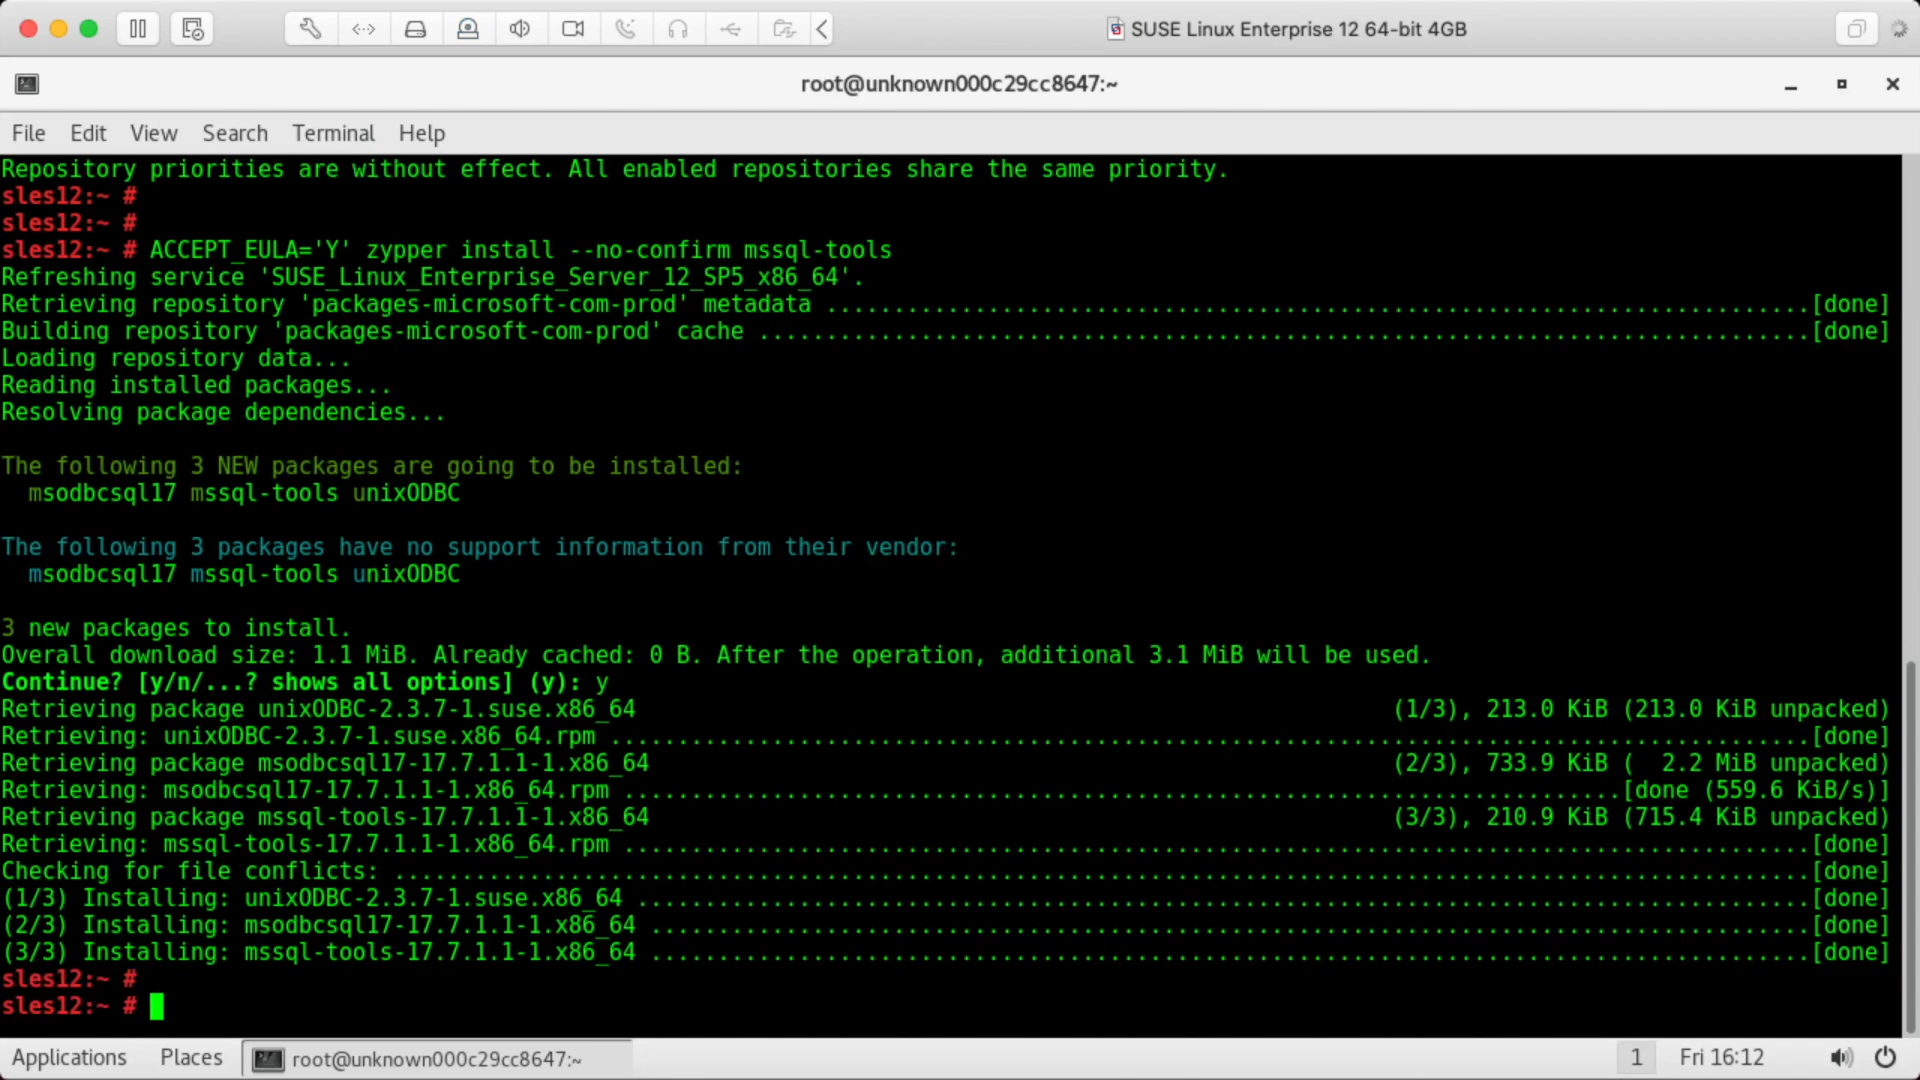 SUSE Linux Enterprise 12 64-bit 4GB
root@unknown000c29cc8647:~
File Edit View Search Terminal Help
Repository priorities are without effect. All enabled repositories share the same priority.
sles12:~ #
sles12:~ #
sles12:~ # ACCEPT_EULA='Y' zypper install --no-confirm mssql-tools
Refreshing service 'SUSE_Linux_Enterprise_Server_12_SP5_x86_64'.
Retrieving repository 'packages-microsoft-com-prod' metadata .........................................................................[done]
Building repository 'packages-microsoft-com-prod' cache ..............................................................................[done]
Loading repository data...
Reading installed packages...
Resolving package dependencies...
The following 3 NEW packages are going to be installed:
msodbcsql17 mssql-tools unixODBC
The following 3 packages have no support information from their vendor:
msodbcsql17 mssql-tools unixODBC
3 new packages to install.
Overall download size: 1.1 MiB. Already cached: 0 B. After the operation, additional 3.1 MiB will be used.
Continue? [y/n/...? shows all options] (y): y
Retrieving package unixODBC-2.3.7-1.suse.x86_64 (1/3), 213.0 KiB (213.0 KiB unpacked)
Retrieving: unixODBC-2.3.7-1.suse.x86_64.rpm .........................................................................................[done]
Retrieving package msodbcsql17-17.7.1.1-1.x86_64 (2/3), 733.9 KiB (  2.2 MiB unpacked)
Retrieving: msodbcsql17-17.7.1.1-1.x86_64.rpm ..........................................................................[done (559.6 KiB/s)]
Retrieving package mssql-tools-17.7.1.1-1.x86_64 (3/3), 210.9 KiB (715.4 KiB unpacked)
Retrieving: mssql-tools-17.7.1.1-1.x86_64.rpm ........................................................................................[done]
Checking for file conflicts: .........................................................................................................[done]
(1/3) Installing: unixODBC-2.3.7-1.suse.x86_64 .......................................................................................[done]
(2/3) Installing: msodbcsql17-17.7.1.1-1.x86_64 ......................................................................................[done]
(3/3) Installing: mssql-tools-17.7.1.1-1.x86_64 ......................................................................................[done]
sles12:~ #
sles12:~ #
Applications Places root@unknown000c29cc8647:~ 1 Fri 16:12